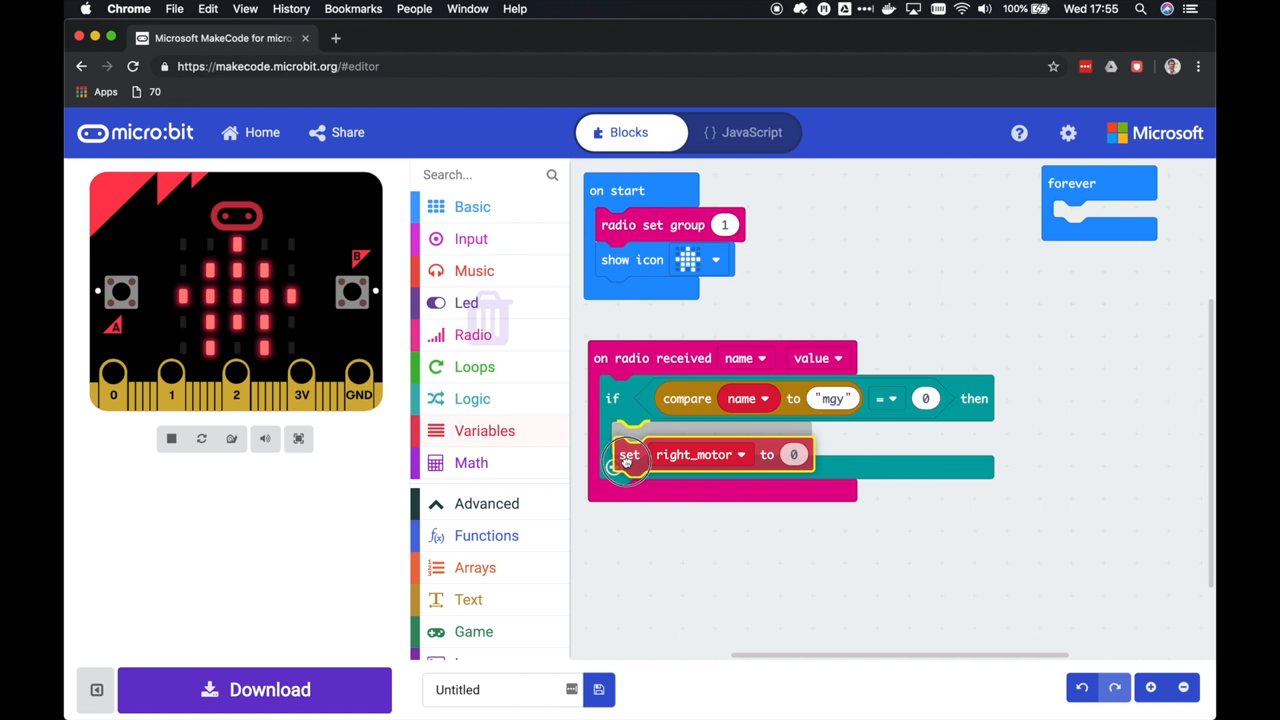 Chrome File Edit View History Bookmarks People Window Help 100% Wed 17:55
Microsoft MakeCode for micro:
https://makecode.microbit.org/#editor
Apps 70
micro:bit Home Share Blocks {} JavaScript ? Microsoft
Search...
Basic
Input
Music
Led
Radio
Loops
Logic
Variables
Math
Advanced
Functions
Arrays
Text
Game
A
B
0 1 2 3V GND
on start
radio set group 1
show icon
forever
on radio received name value
if compare name to "mgy" = 0 then
set right_motor to 0
Download
Untitled